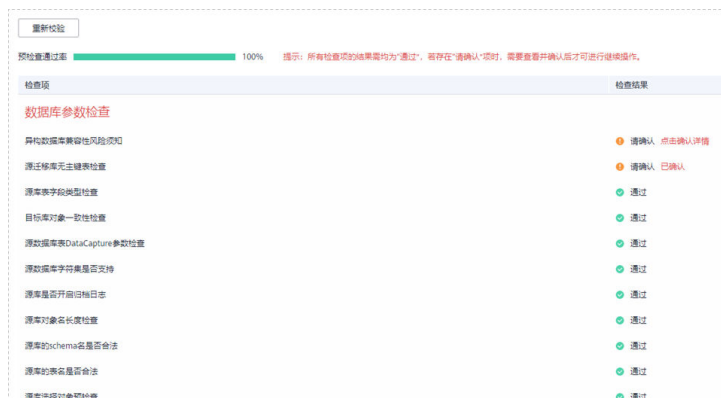 重新校验
预检查通过率 100% 提示：所有检查项的结果需均为“通过”，若存在“请确认”项时，需要查看并确认后才可进行继续操作。
检查项 检查结果
数据库参数检查
异构数据库兼容性风险须知 请确认 点击确认详情
源迁移库无主键表检查 请确认 已确认
源库表字段类型检查 通过
目标库对象一致性检查 通过
源数据库表DataCapture参数检查 通过
源数据库字符集是否支持 通过
源库是否开启归档日志 通过
源库对象名长度检查 通过
源库的schema名是否合法 通过
源库的表名是否合法 通过
源库选择对象预检查 通过